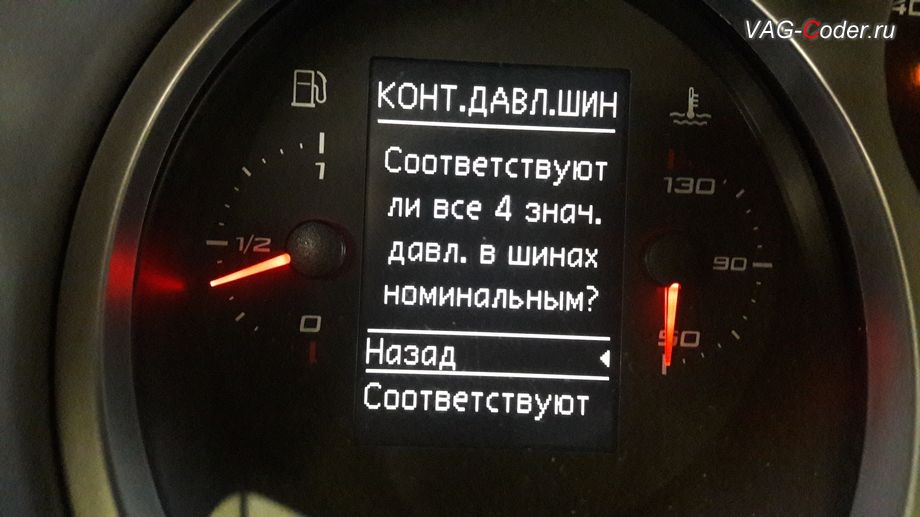 VAG-Coder.ru
40
КОНТ.ДАВЛ.ШИН
1
Соответствуют
130
ли все 4 знач.
1/2
давл. в шинах
90
номинальным?
0
50
Назад
Соответствуют